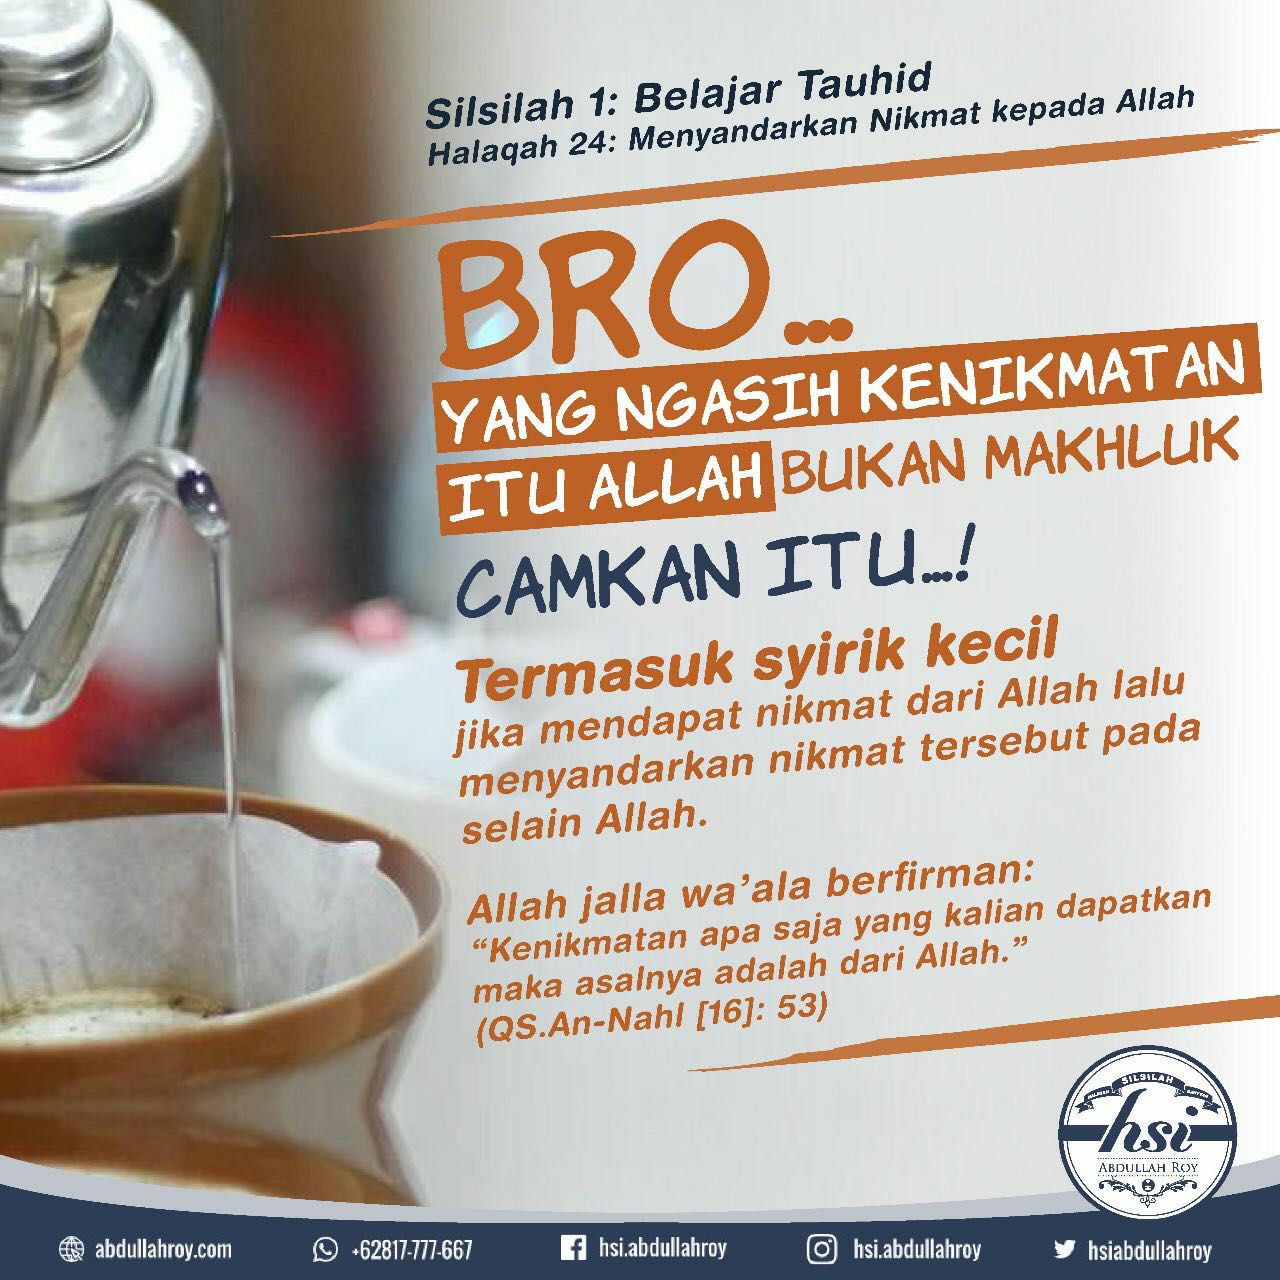 Silsilah 1: Belajar Tauhid
Halaqah 24: Menyandarkan Nikmat kepada Allah
BRO...
YANG NGASIH KENIKMATAN
ITU ALLAH BUKAN MAKHLUK
CAMKAN ITU...!
Termasuk syirik kecil
jika mendapat nikmat dari Allah lalu
menyandarkan nikmat tersebut pada
selain Allah.
Allah jalla wa’ala berfirman:
“Kenikmatan apa saja yang kalian dapatkan
maka asalnya adalah dari Allah.”
(QS.An-Nahl [16]: 53)
SILSILAH
hsi
ABDULLAH ROY
abdullahroy.com
+62817-777-667
hsi.abdullahroy
hsi.abdullahroy
hsiabdullahroy